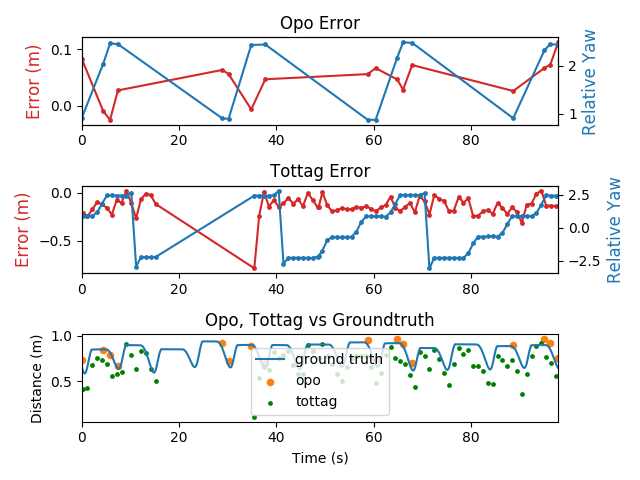 Opo Error
Error (m)
0.1
0.0
2
1
Relative Yaw
0 20 40 60 80
Tottag Error
Error (m)
0.0
−0.5
2.5
0.0
−2.5
Relative Yaw
0 20 40 60 80
Opo, Tottag vs Groundtruth
Distance (m)
1.0
0.5
ground truth
opo
tottag
0 20 40 60 80
Time (s)